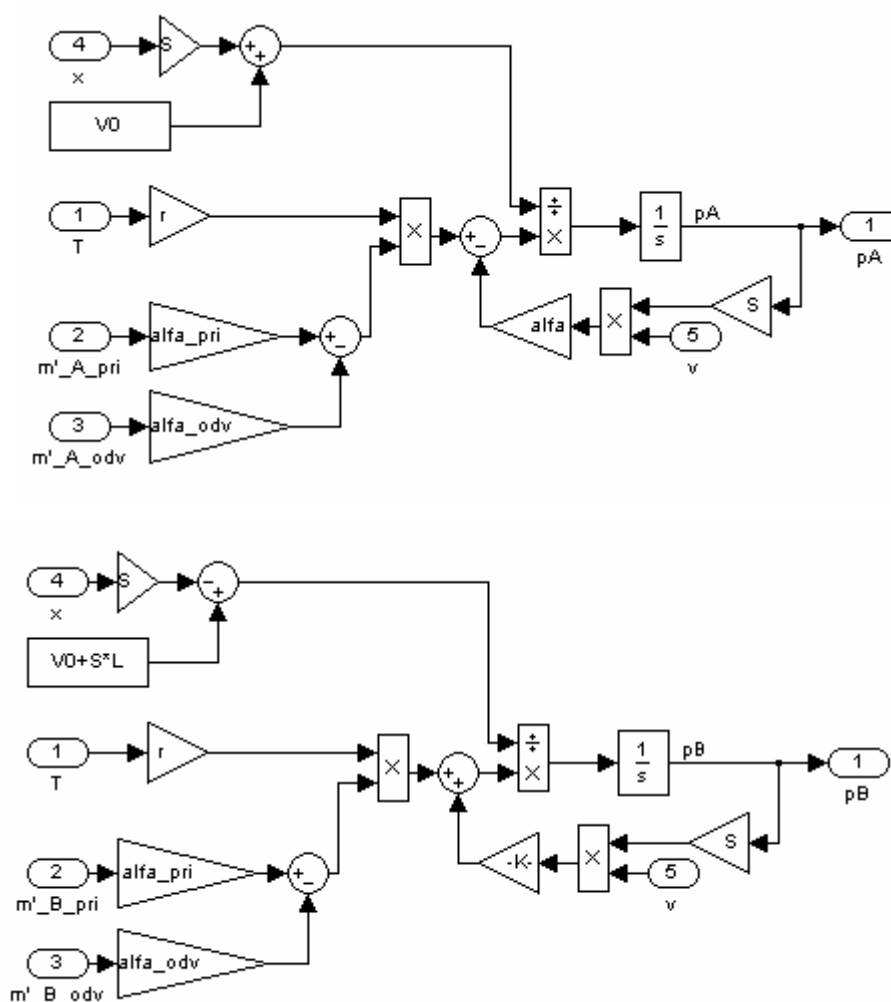 4
S
+
+
x
V0
1
r
T
×
+
−
÷
×
1
s
pA
1
pA
S
×
alfa
5
v
2
alfa_pri
+
−
m'_A_pri
3
alfa_odv
m'_A_odv
4
S
−
+
x
V0+S*L
1
r
T
×
+
+
÷
×
1
s
pB
1
pB
S
×
-K-
5
v
2
alfa_pri
+
−
m'_B_pri
3
alfa_odv
m'_B_odv